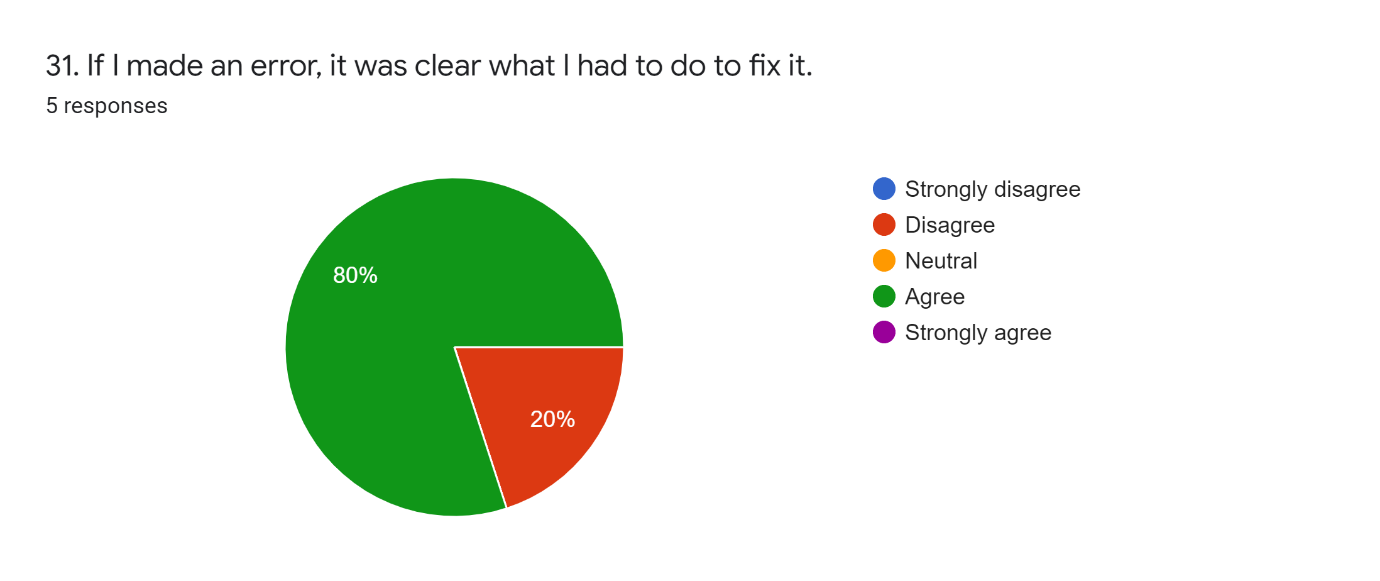 31. If I made an error, it was clear what I had to do to fix it.
5 responses
80%
20%
Strongly disagree
Disagree
Neutral
Agree
Strongly agree